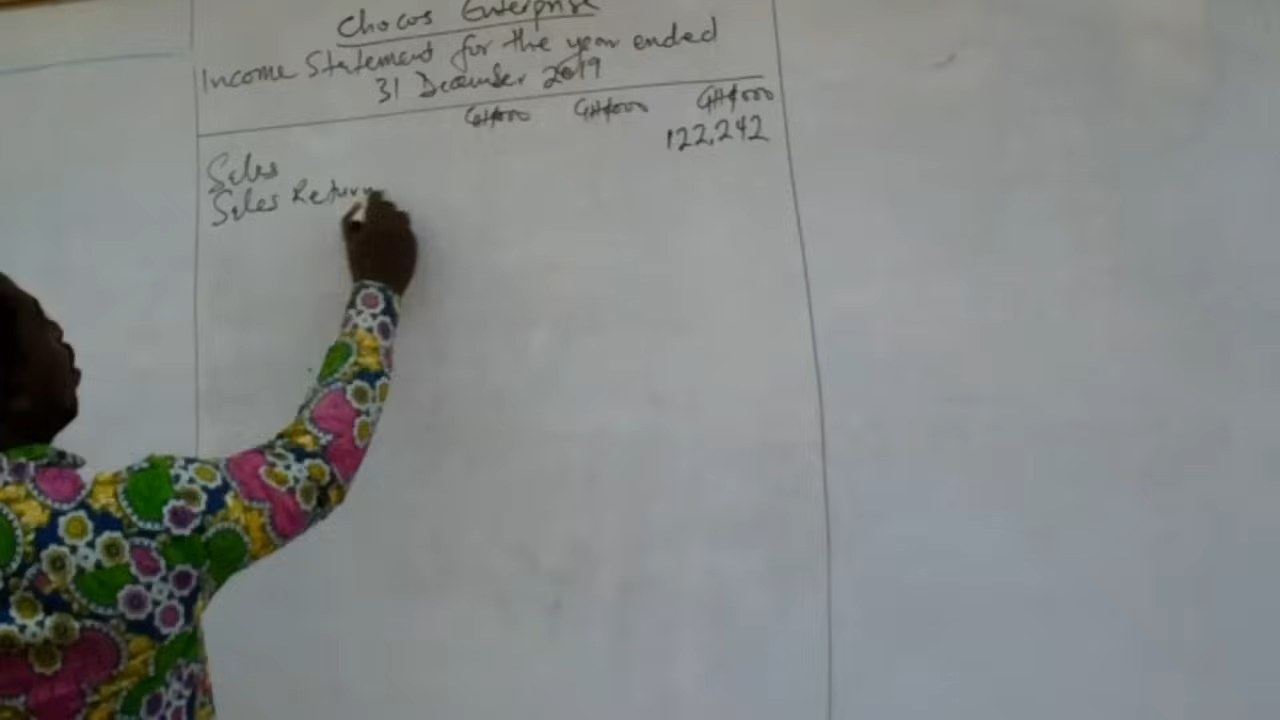 Chocos Enterprise
Income Statement for the year ended
31 December 2019
GH¢000 GH¢000 GH¢000
122,242
Sales
Sales Return